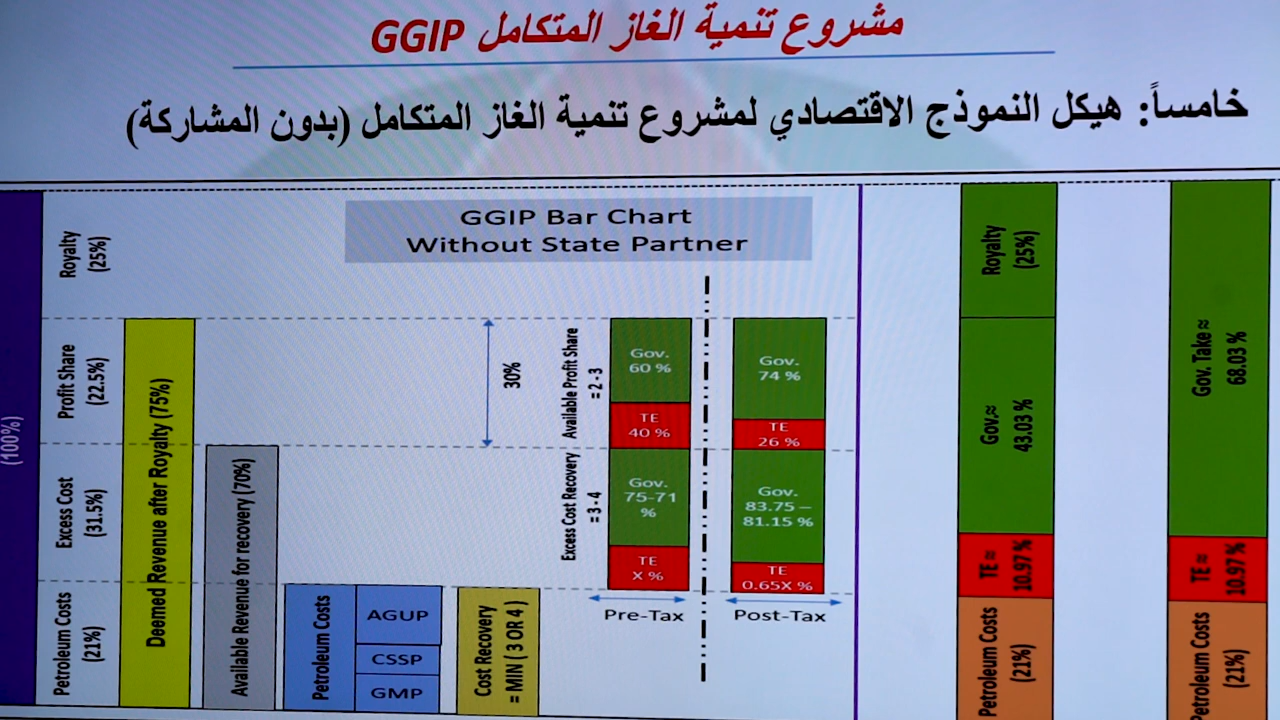 مشروع تنمية الغاز المتكامل GGIP
خامساً: هيكل النموذج الاقتصادي لمشروع تنمية الغاز المتكامل (بدون المشاركة)
GGIP Bar Chart
Without State Partner
(100%)
Royalty
(25%)
Profit Share
(22.5%)
Excess Cost
(31.5%)
Petroleum Costs
(21%)
Deemed Revenue after Royalty (75%)
Available Revenue for recovery (70%)
Petroleum Costs
AGUP
CSSP
GMP
Cost Recovery
= MIN ( 3 OR 4 )
30%
Available Profit Share
=2 - 3
Excess Cost Recovery
= 3 - 4
Gov.
60 %
TE
40 %
Gov.
75-71
%
TE
X %
Pre-Tax
Gov.
74 %
TE
26 %
Gov.
83.75 –
81.15 %
TE
0.65X %
Post-Tax
Royalty
(25%)
Gov.≈
43.03 %
TE ≈
10.97 %
Petroleum Costs
(21%)
Gov. Take ≈
68.03 %
TE ≈
10.97 %
Petroleum Costs
(21%)